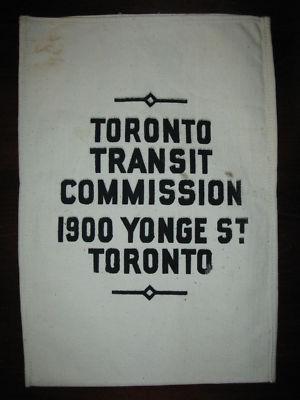 TORONTO
TRANSIT
COMMISSION
1900 YONGE ST.
TORONTO